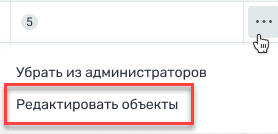 5
Убрать из администраторов
Редактировать объекты